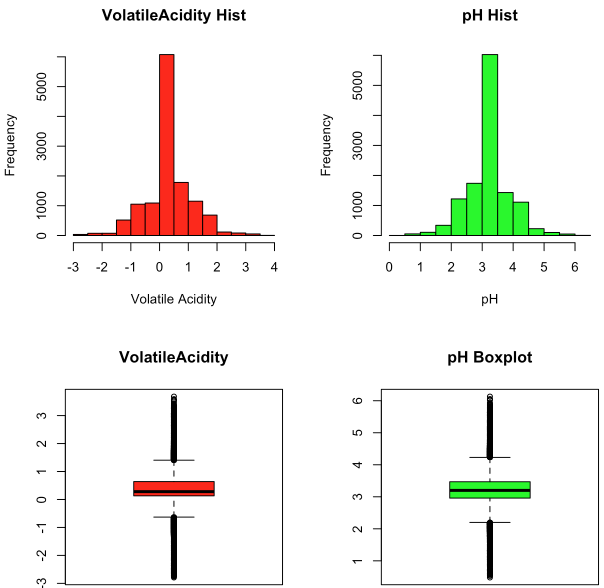 VolatileAcidity Hist
Frequency
0 1000 3000 5000
-3 -2 -1 0 1 2 3 4
Volatile Acidity
pH Hist
Frequency
0 1000 3000 5000
0 1 2 3 4 5 6
pH
VolatileAcidity
-3 -2 -1 0 1 2 3
pH Boxplot
1 2 3 4 5 6